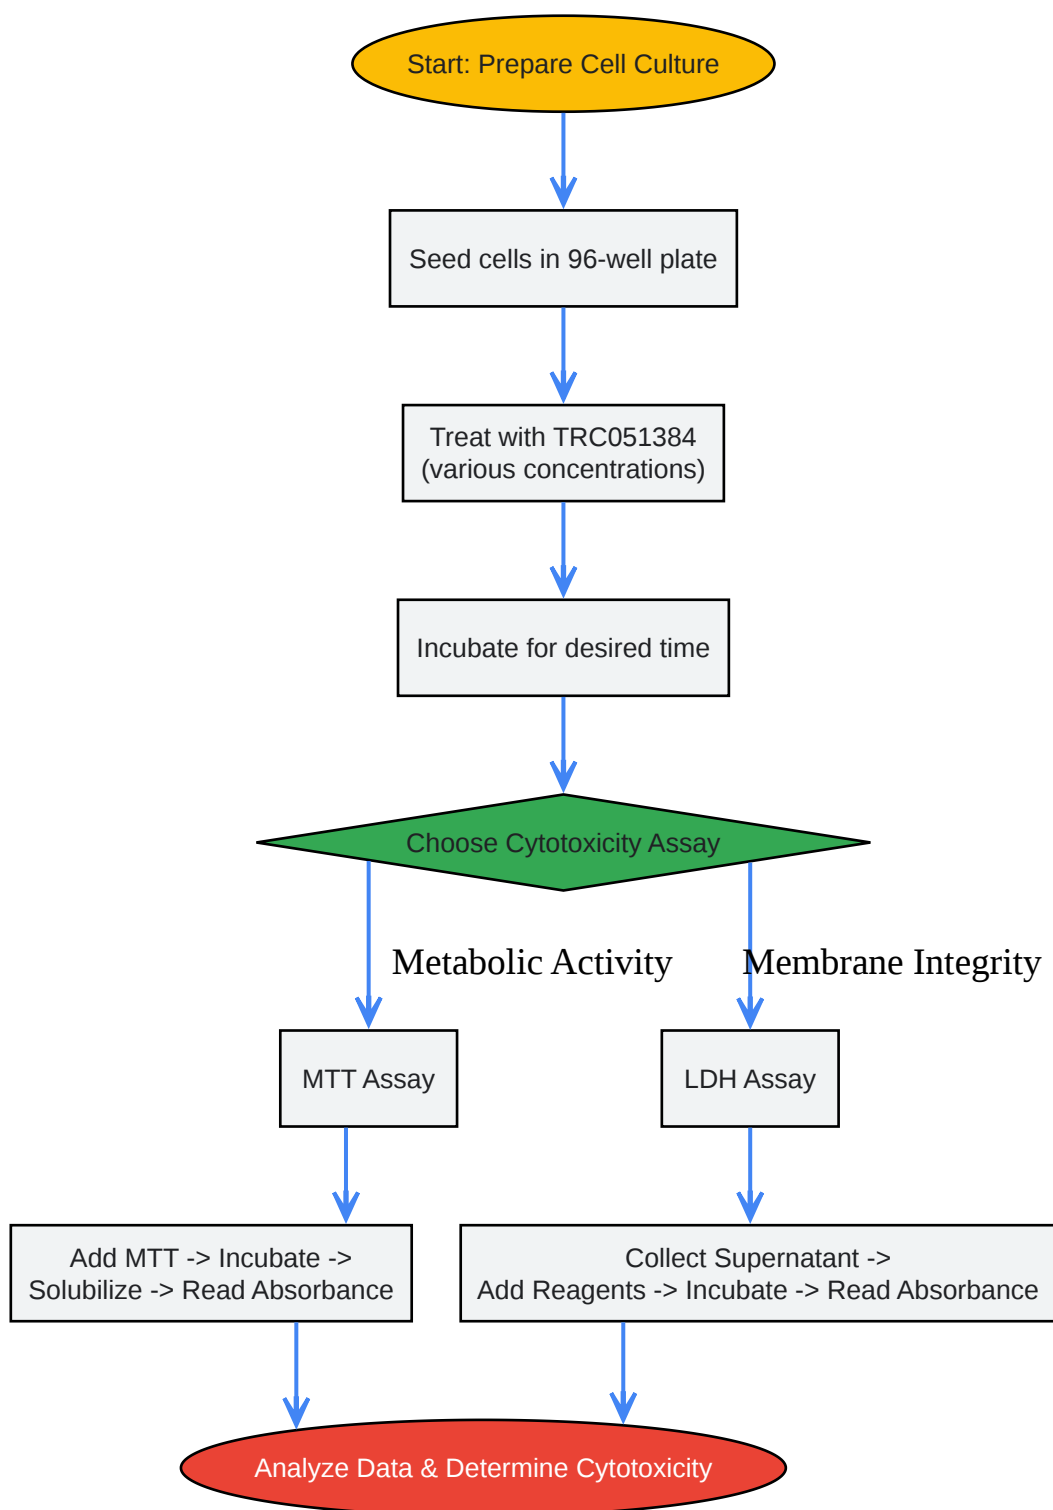 Start: Prepare Cell Culture
Seed cells in 96-well plate
Treat with TRC051384
(various concentrations)
Incubate for desired time
Choose Cytotoxicity Assay
Metabolic Activity
Membrane Integrity
MTT Assay
LDH Assay
Add MTT -> Incubate ->
Solubilize -> Read Absorbance
Collect Supernatant ->
Add Reagents -> Incubate -> Read Absorbance
Analyze Data & Determine Cytotoxicity